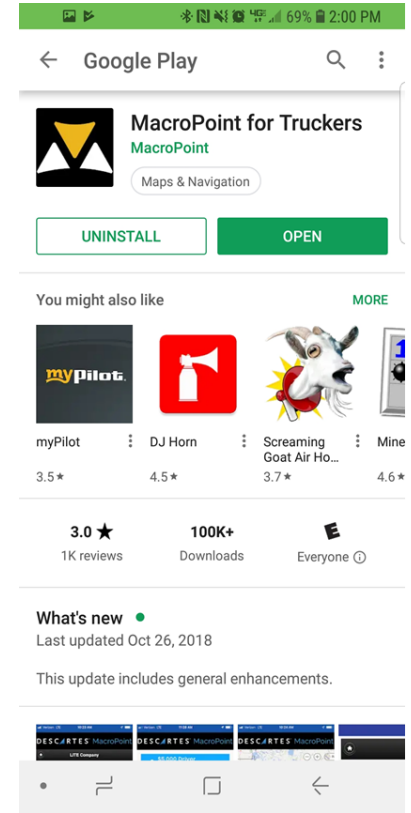 69% 2:00 PM
Google Play
MacroPoint for Truckers
MacroPoint
Maps & Navigation
UNINSTALL
OPEN
You might also like
MORE
myPilot.
myPilot
DJ Horn
Screaming
Goat Air Ho...
Mine
3.5★
4.5★
3.7★
4.6★
3.0 ★
100K+
E
1K reviews
Downloads
Everyone
What's new
Last updated Oct 26, 2018
This update includes general enhancements.
DESCARTES MacroPoint
DESCARTES MacroPoint
DESCARTES MacroPoint
LITE Company